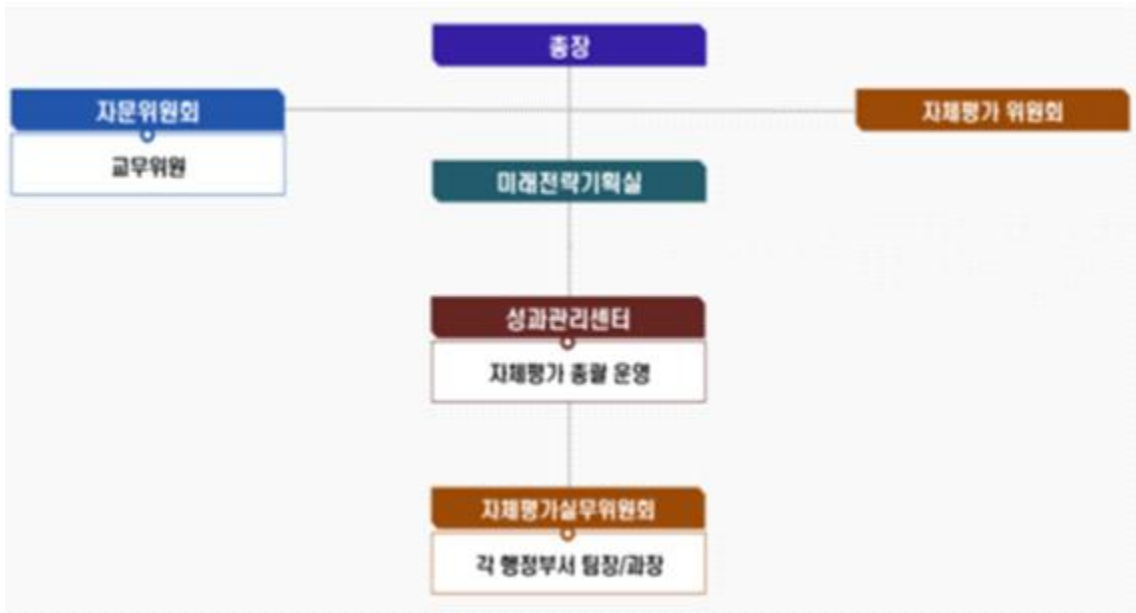 총장
자문위원회
자체평가 위원회
교무위원
미래전략기획실
성과관리센터
자체평가 총괄 운영
자체평가실무위원회
각 행정부서 팀장/과장